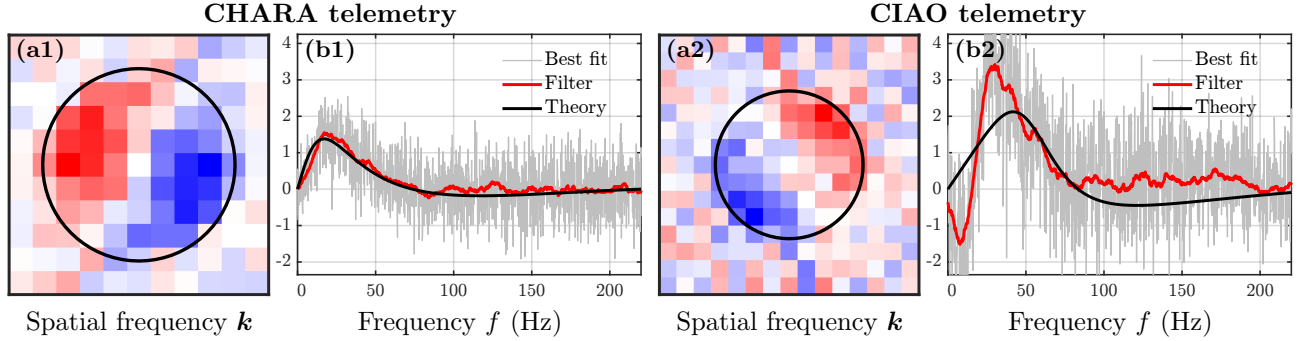 CHARA telemetry
CIAO telemetry
(a1)
(b1)
Best fit
Filter
Theory
4
3
2
1
0
-1
-2
0 50 100 150 200
Spatial frequency k
Frequency f (Hz)
(a2)
(b2)
Best fit
Filter
Theory
4
3
2
1
0
-1
-2
0 50 100 150 200
Spatial frequency k
Frequency f (Hz)